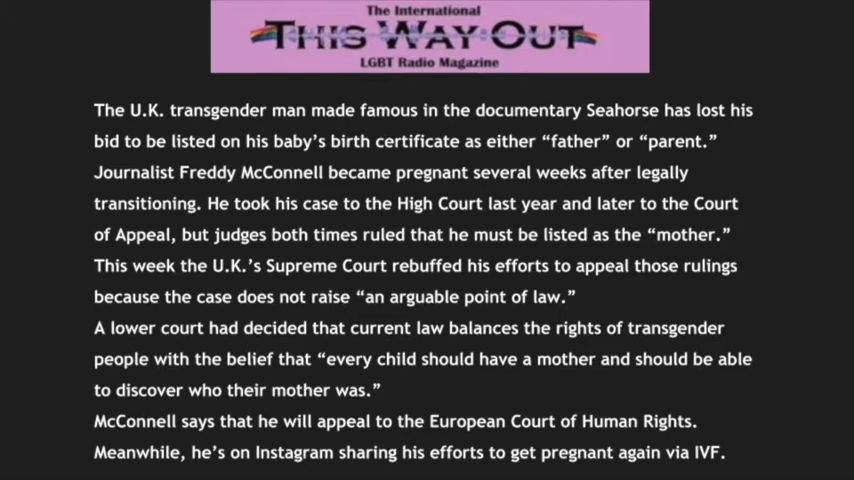 The International
THIS WAY OUT
LGBT Radio Magazine
The U.K. transgender man made famous in the documentary Seahorse has lost his
bid to be listed on his baby’s birth certificate as either “father” or “parent.”
Journalist Freddy McConnell became pregnant several weeks after legally
transitioning. He took his case to the High Court last year and later to the Court
of Appeal, but judges both times ruled that he must be listed as the “mother.”
This week the U.K.’s Supreme Court rebuffed his efforts to appeal those rulings
because the case does not raise “an arguable point of law.”
A lower court had decided that current law balances the rights of transgender
people with the belief that “every child should have a mother and should be able
to discover who their mother was.”
McConnell says that he will appeal to the European Court of Human Rights.
Meanwhile, he’s on Instagram sharing his efforts to get pregnant again via IVF.